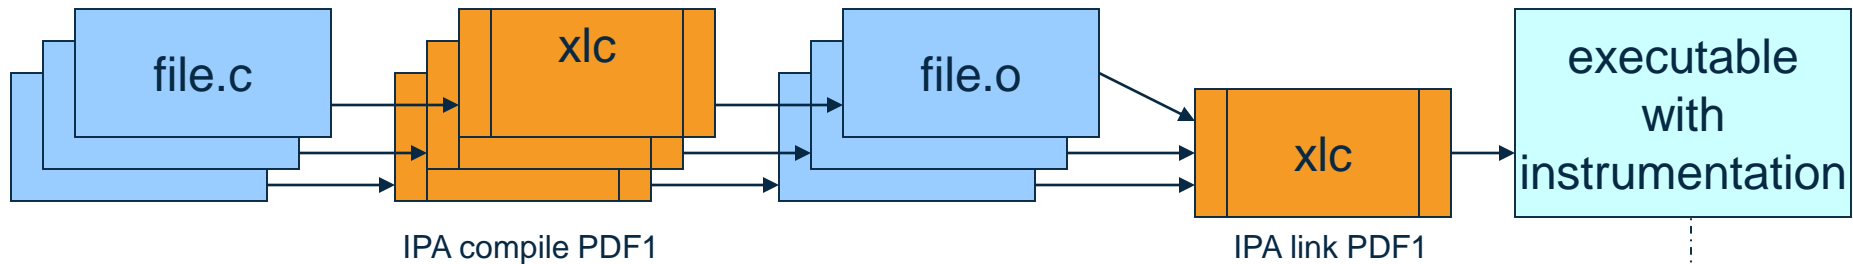 file.c
xlc
file.o
xlc
executable
with
instrumentation
IPA compile PDF1
IPA link PDF1